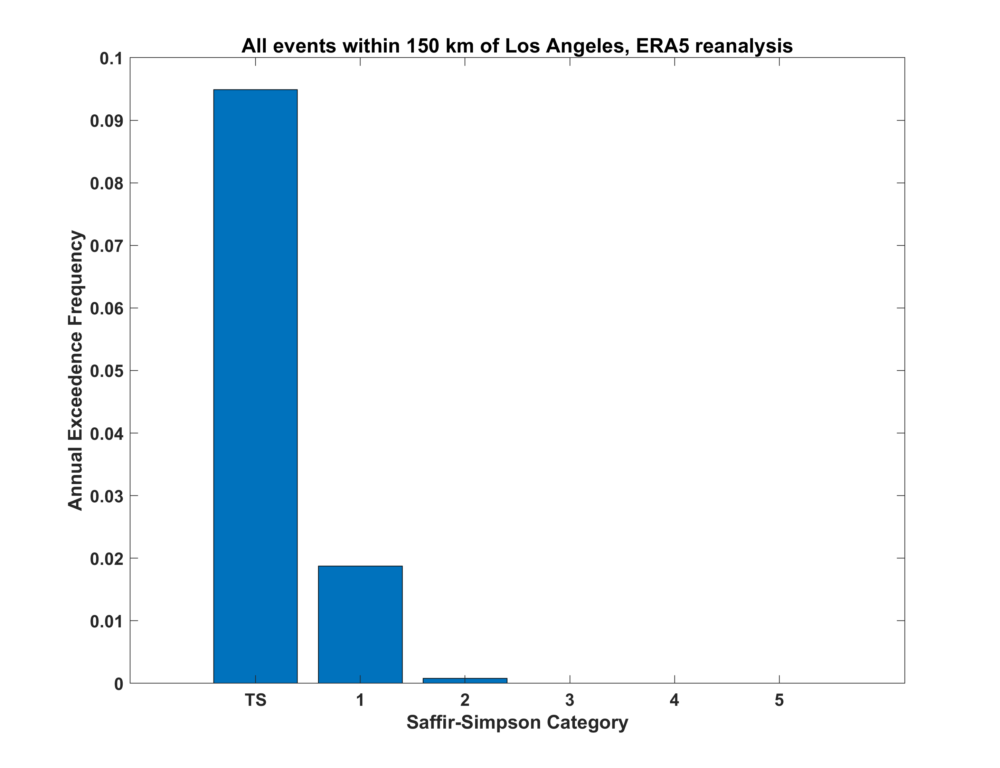 All events within 150 km of Los Angeles, ERA5 reanalysis
0.1
0.09
0.08
0.07
0.06
0.05
0.04
0.03
0.02
0.01
0
Annual Exceedence Frequency
TS 1 2 3 4 5
Saffir-Simpson Category